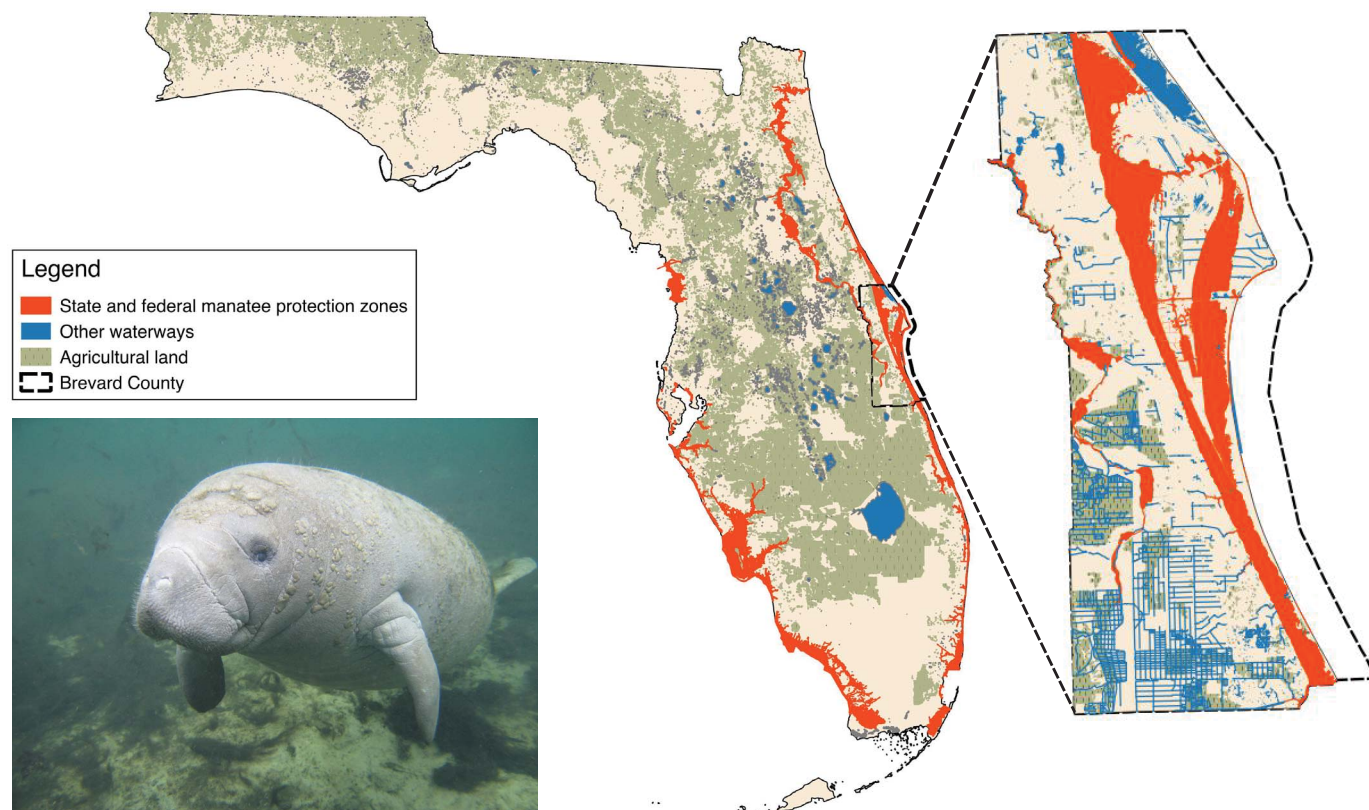 Legend
State and federal manatee protection zones
Other waterways
Agricultural land
Brevard County